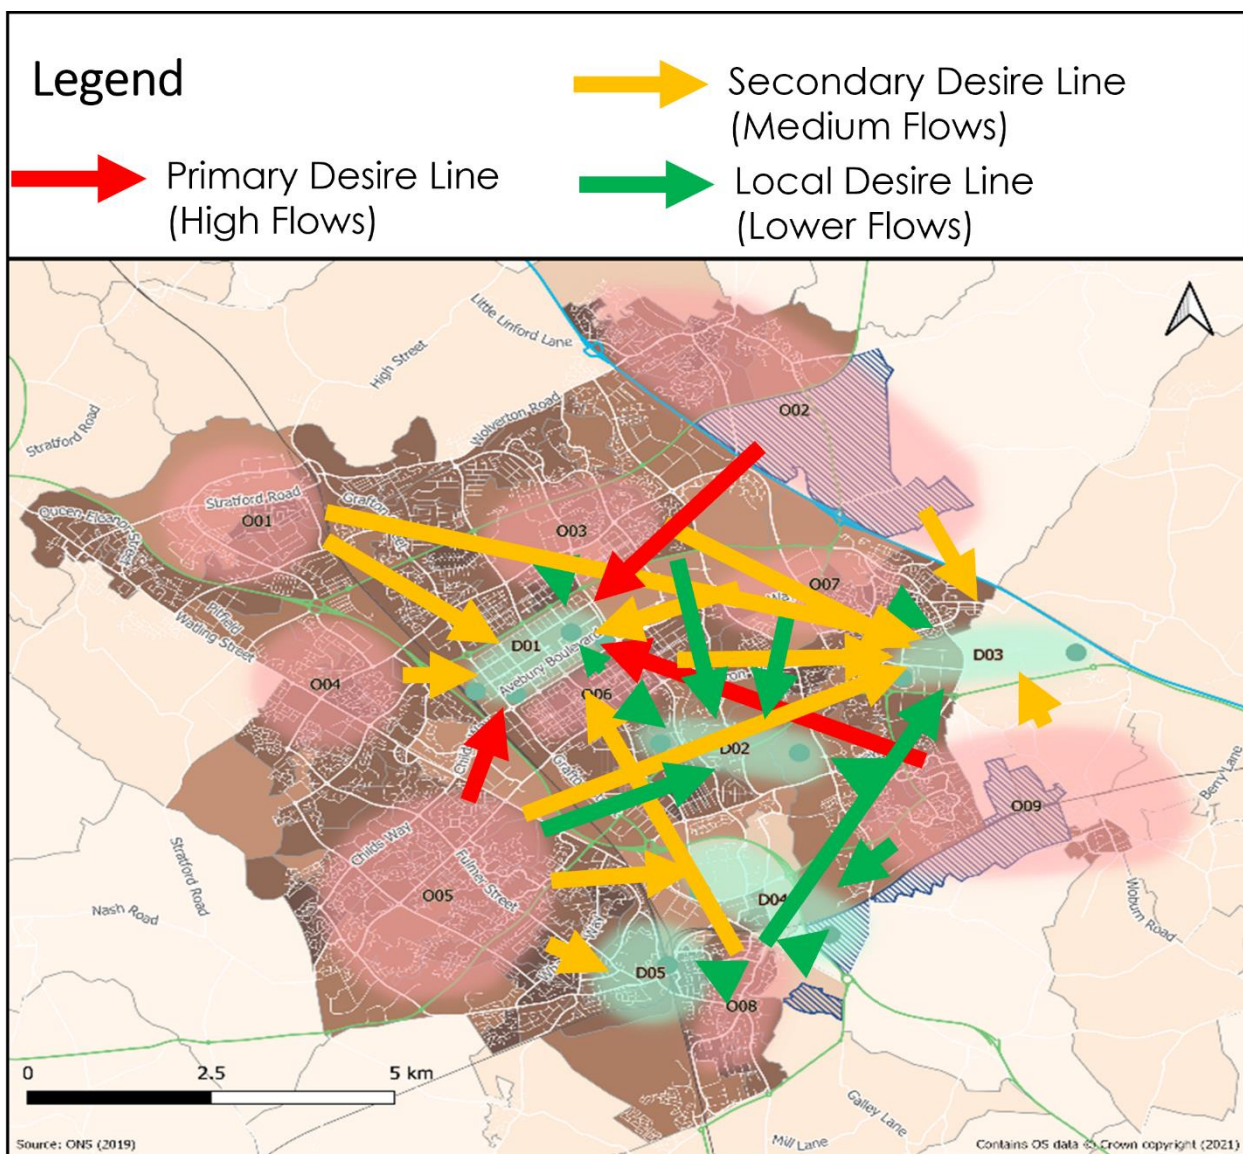 Legend
Primary Desire Line
(High Flows)
Secondary Desire Line
(Medium Flows)
Local Desire Line
(Lower Flows)
Little Linford Lane
High Street
Wolverton Road
Stratford Road
O02
Stratford Road
O01
O03
O07
Watling Street
D01
D03
Avebury Boulevard
O04
O06
D02
Berry Lane
O09
Childs Way
Fulmer Street
Stratford Road
O05
D04
Nash Road
Woburn Road
D05
O08
0 2.5 5 km
Galley Lane
Mill Lane
Source: ONS (2019)
Contains OS data © Crown copyright (2021)